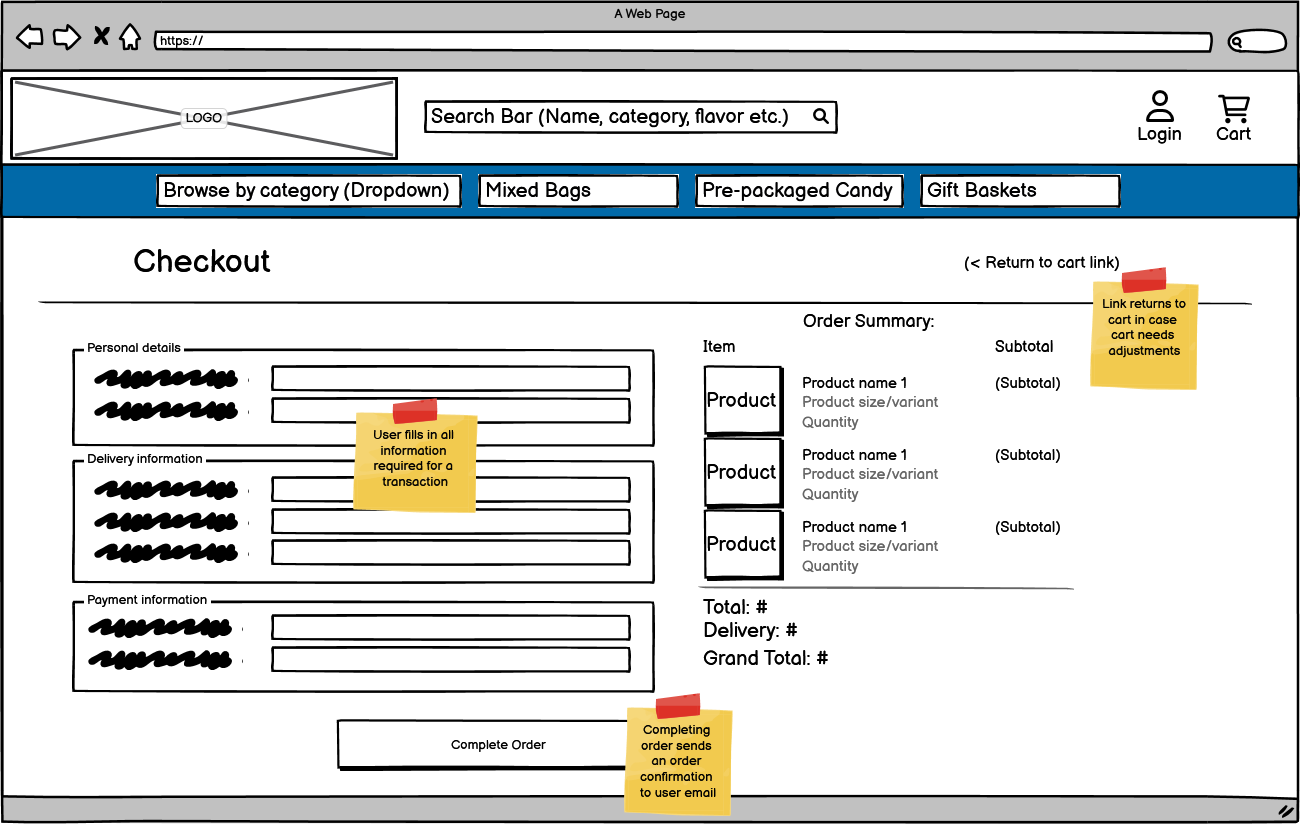 A Web Page
https://
LOGO
Search Bar (Name, category, flavor etc.)
Login
Cart
Browse by category (Dropdown)
Mixed Bags
Pre-packaged Candy
Gift Baskets
Checkout
(< Return to cart link)
Link returns to
cart in case
cart needs
adjustments
Personal details
User fills in all
information
required for a
transaction
Delivery information
Payment information
Complete Order
Completing
order sends
an order
confirmation
to user email
Order Summary:
Item
Subtotal
Product
Product name 1
(Subtotal)
Product size/variant
Quantity
Product
Product name 1
(Subtotal)
Product size/variant
Quantity
Product
Product name 1
(Subtotal)
Product size/variant
Quantity
Total: #
Delivery: #
Grand Total: #